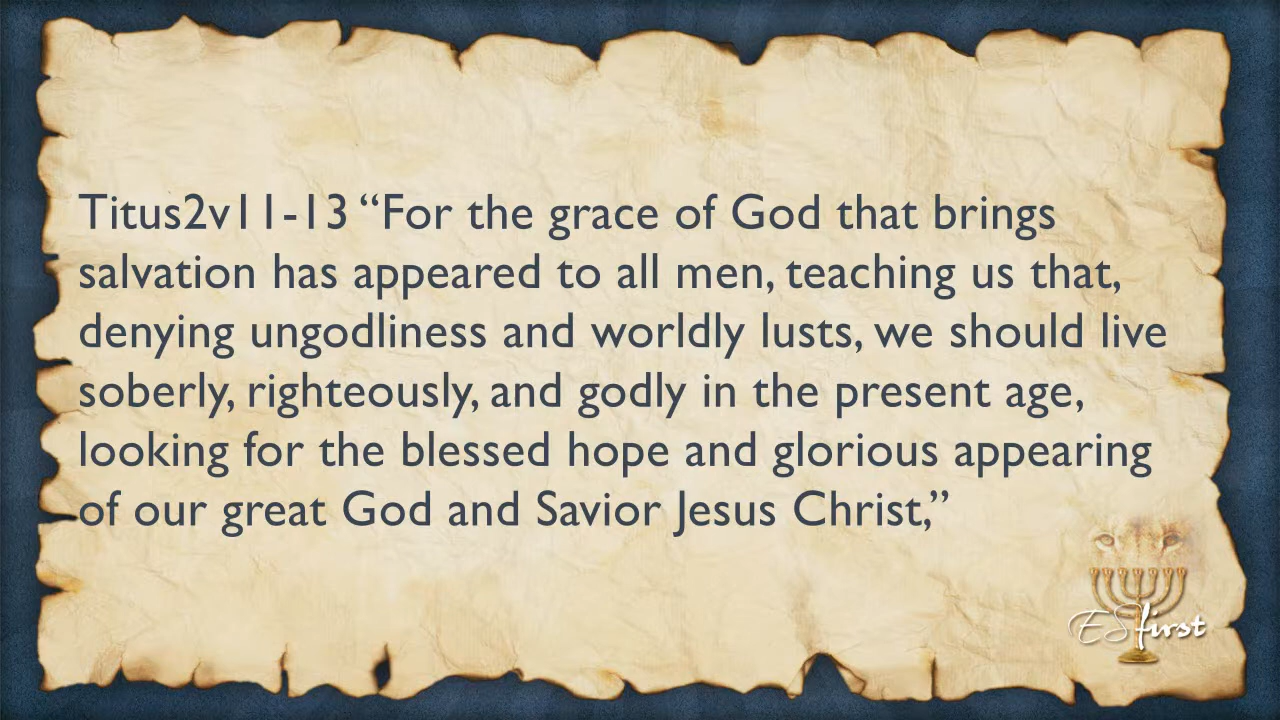 Titus2v11-13 “For the grace of God that brings
salvation has appeared to all men, teaching us that,
denying ungodliness and worldly lusts, we should live
soberly, righteously, and godly in the present age,
looking for the blessed hope and glorious appearing
of our great God and Savior Jesus Christ,”
ESfirst